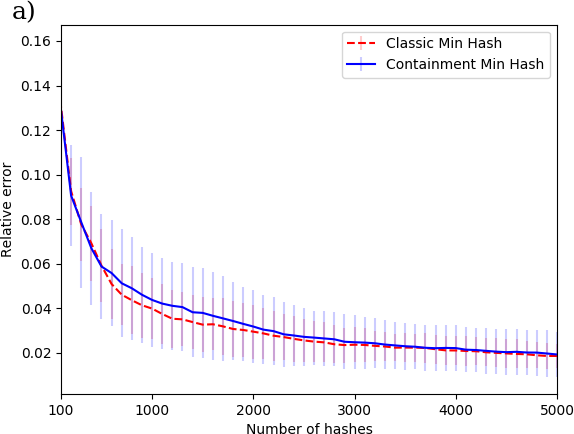 a)
0.16
0.14
0.12
0.10
0.08
0.06
0.04
0.02
Relative error
Classic Min Hash
Containment Min Hash
100
1000
2000
3000
4000
5000
Number of hashes